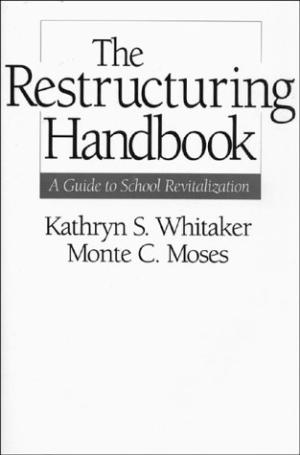 The
Restructuring
Handbook
A Guide to School Revitalization
Kathryn S. Whitaker
Monte C. Moses